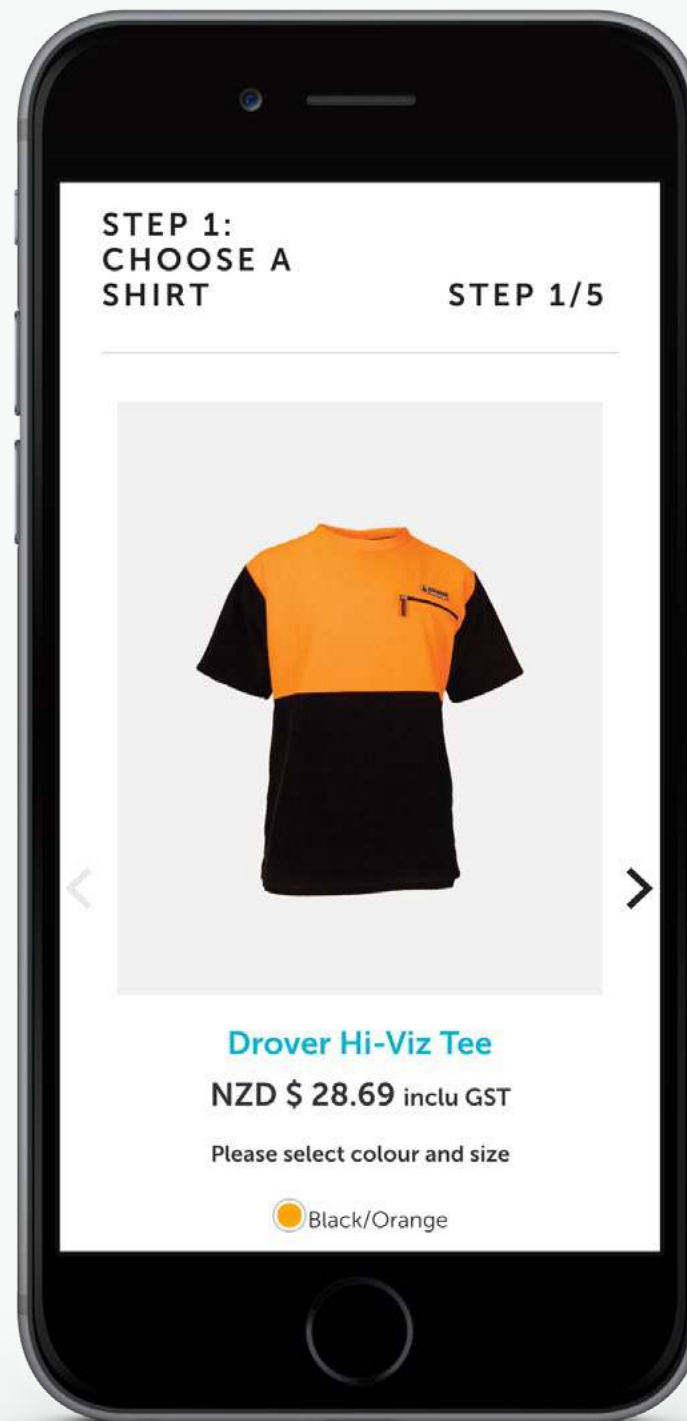 STEP 1:
CHOOSE A
SHIRT
STEP 1/5
Drover Hi-Viz Tee
NZD $ 28.69 inclu GST
Please select colour and size
Black/Orange